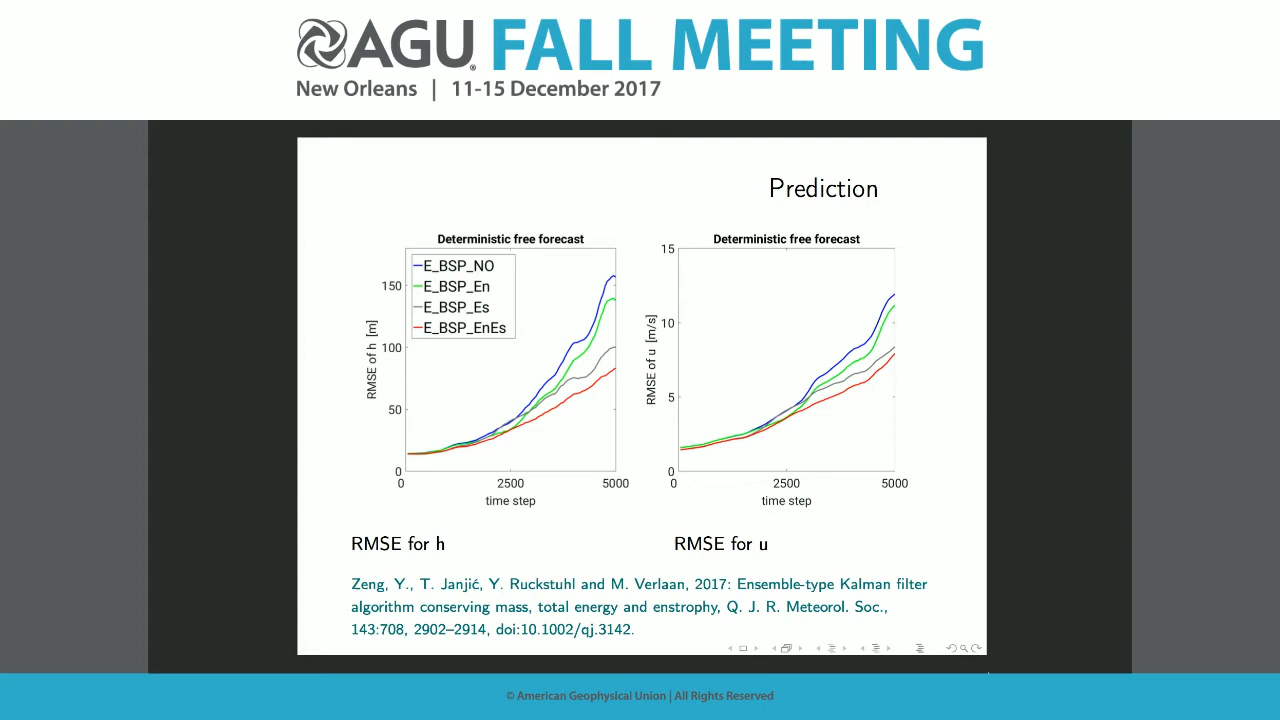 AGU FALL MEETING
New Orleans | 11-15 December 2017
Prediction
Deterministic free forecast
E_BSP_NO
E_BSP_En
E_BSP_Es
E_BSP_EnEs
RMSE of h [m]
150
100
50
0
0 2500 5000
time step
Deterministic free forecast
RMSE of u [m/s]
15
10
5
0
0 2500 5000
time step
RMSE for h
RMSE for u
Zeng, Y., T. Janjić, Y. Ruckstuhl and M. Verlaan, 2017: Ensemble-type Kalman filter
algorithm conserving mass, total energy and enstrophy, Q. J. R. Meteorol. Soc.,
143:708, 2902–2914, doi:10.1002/qj.3142.
© American Geophysical Union | All Rights Reserved